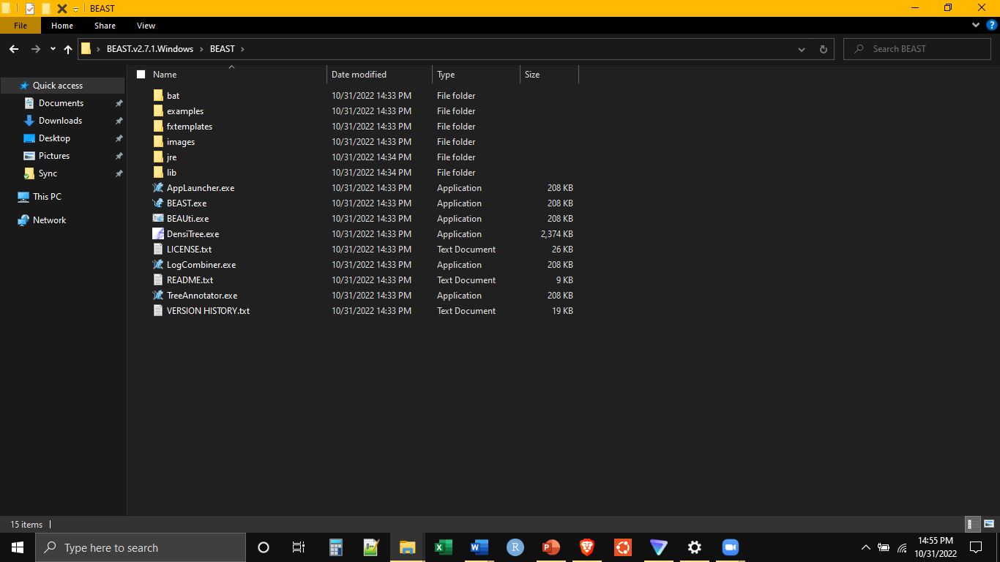 BEAST
File Home Share View
BEAST.v2.7.1.Windows BEAST Search BEAST
Name Date modified Type Size
Quick access
Documents
Downloads
Desktop
Pictures
Sync
This PC
Network
bat 10/31/2022 14:33 PM File folder
examples 10/31/2022 14:33 PM File folder
fxtemplates 10/31/2022 14:33 PM File folder
images 10/31/2022 14:33 PM File folder
jre 10/31/2022 14:34 PM File folder
lib 10/31/2022 14:34 PM File folder
AppLauncher.exe 10/31/2022 14:33 PM Application 208 KB
BEAST.exe 10/31/2022 14:33 PM Application 208 KB
BEAUti.exe 10/31/2022 14:33 PM Application 208 KB
DensiTree.exe 10/31/2022 14:33 PM Application 2,374 KB
LICENSE.txt 10/31/2022 14:33 PM Text Document 26 KB
LogCombiner.exe 10/31/2022 14:33 PM Application 208 KB
README.txt 10/31/2022 14:33 PM Text Document 9 KB
TreeAnnotator.exe 10/31/2022 14:33 PM Application 208 KB
VERSION HISTORY.txt 10/31/2022 14:33 PM Text Document 19 KB
15 items
Type here to search
14:55 PM
10/31/2022